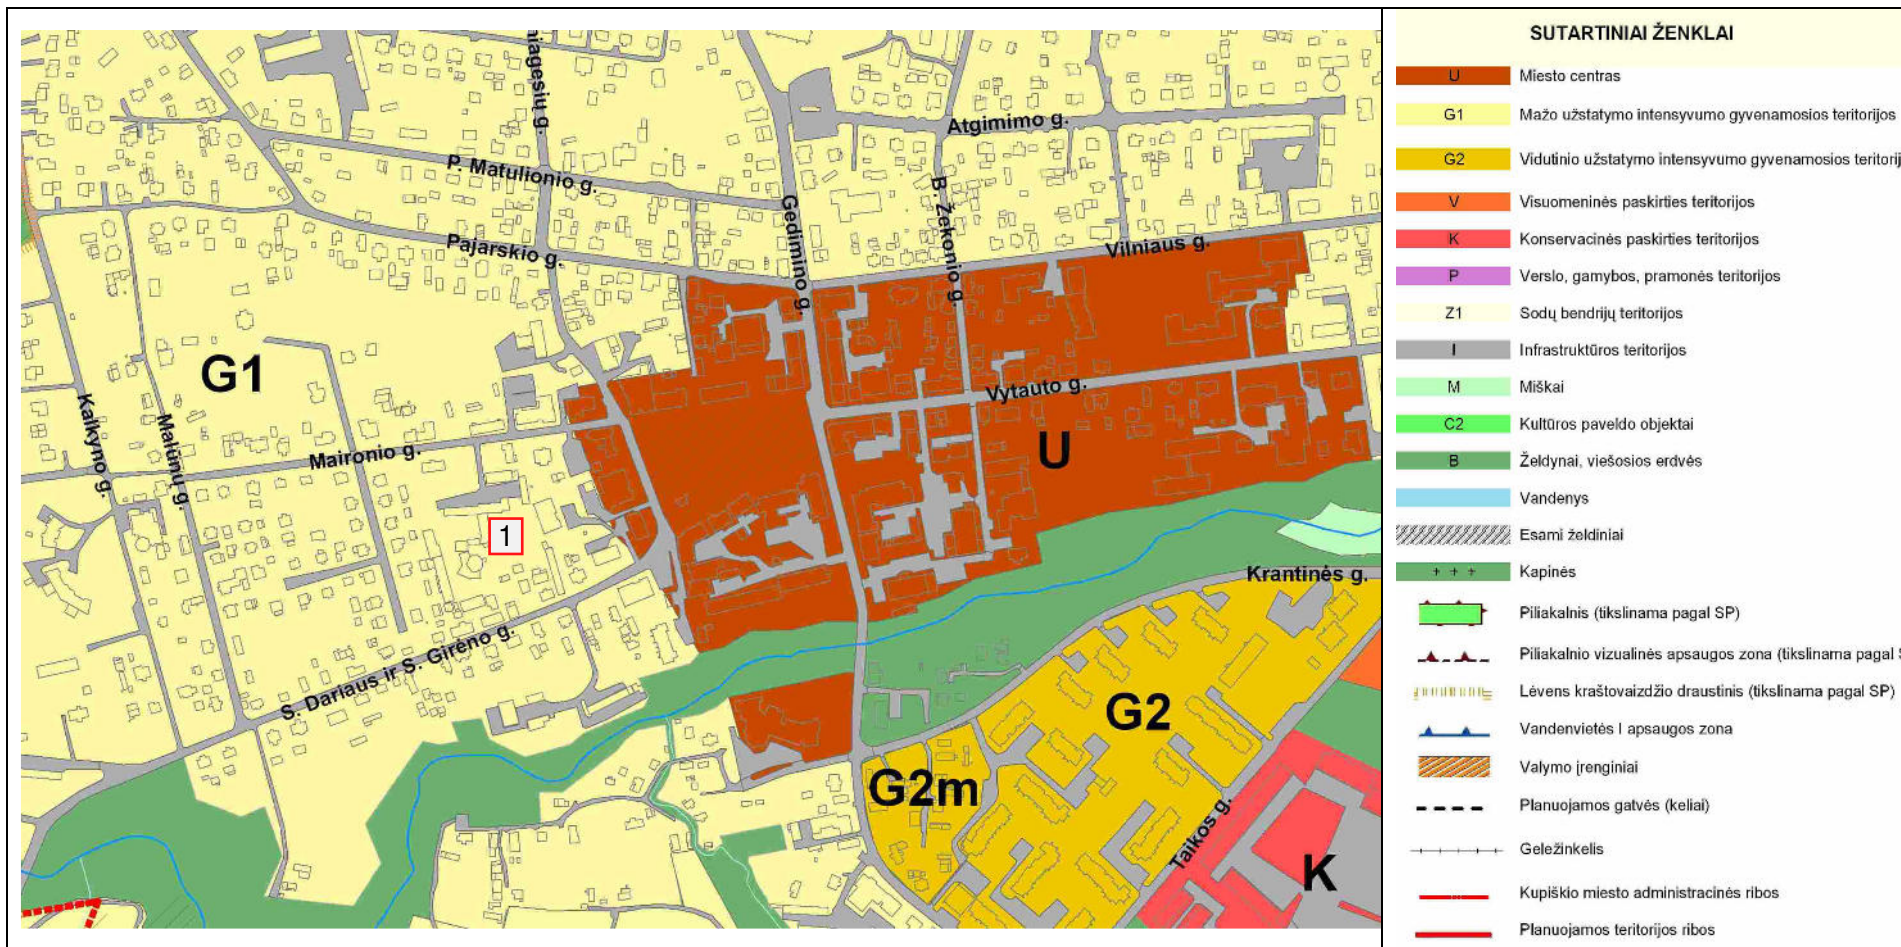 Atgimimo g.
P. Matulionio g.
Gedimino g.
B. Žekonio g.
Pajarskio g.
Vilniaus g.
G1
Vytauto g.
Kalkyno g.
Malūnų g.
Maironio g.
U
1
Krantinės g.
S. Dariaus ir S. Girėno g.
G2
G2m
Taikos g.
K
SUTARTINIAI ŽENKLAI
U Miesto centras
G1 Mažo užstatymo intensyvumo gyvenamosios teritorijos
G2 Vidutinio užstatymo intensyvumo gyvenamosios teritorij
V Visuomeninės paskirties teritorijos
K Konservacinės paskirties teritorijos
P Verslo, gamybos, pramonės teritorijos
Z1 Sodų bendrijų teritorijos
I Infrastruktūros teritorijos
M Miškai
C2 Kultūros paveldo objektai
B Želdynai, viešosios erdvės
Vandenys
Esami želdiniai
Kapinės
Piliakalnis (tikslinama pagal SP)
Piliakalnio vizualinės apsaugos zona (tikslinama pagal S
Lėvens kraštovaizdžio draustinis (tikslinama pagal SP)
Vandenvietės I apsaugos zona
Valymo įrenginiai
Planuojamos gatvės (keliai)
Geležinkelis
Kupiškio miesto administracinės ribos
Planuojamos teritorijos ribos